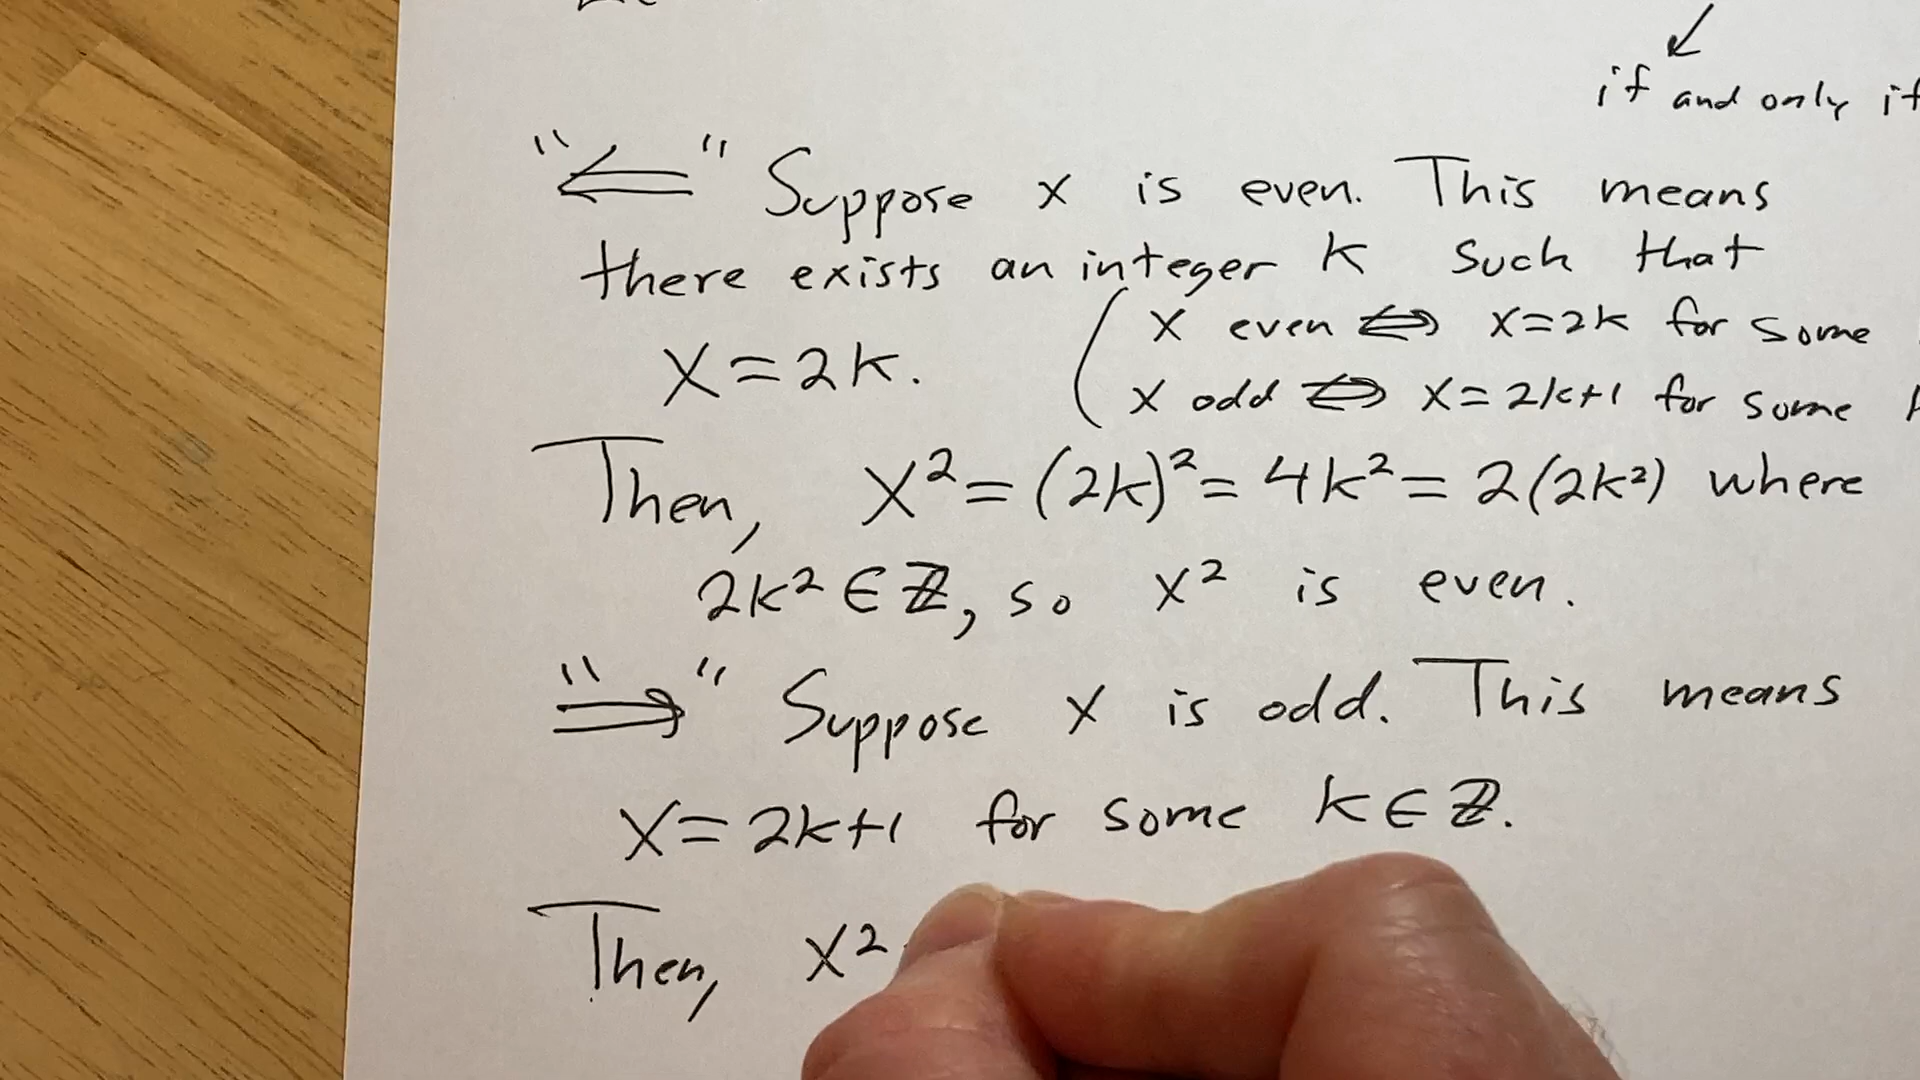 if and only if
"⟸" Suppose x is even. This means
there exists an integer k such that
x=2k.
( x even ⟺ x=2k for some
x odd ⟺ x=2k+1 for some
Then, x²=(2k)²=4k²=2(2k²) where
2k²∈ℤ, so x² is even.
"⟹" Suppose x is odd. This means
x=2k+1 for some k∈ℤ.
Then, x²